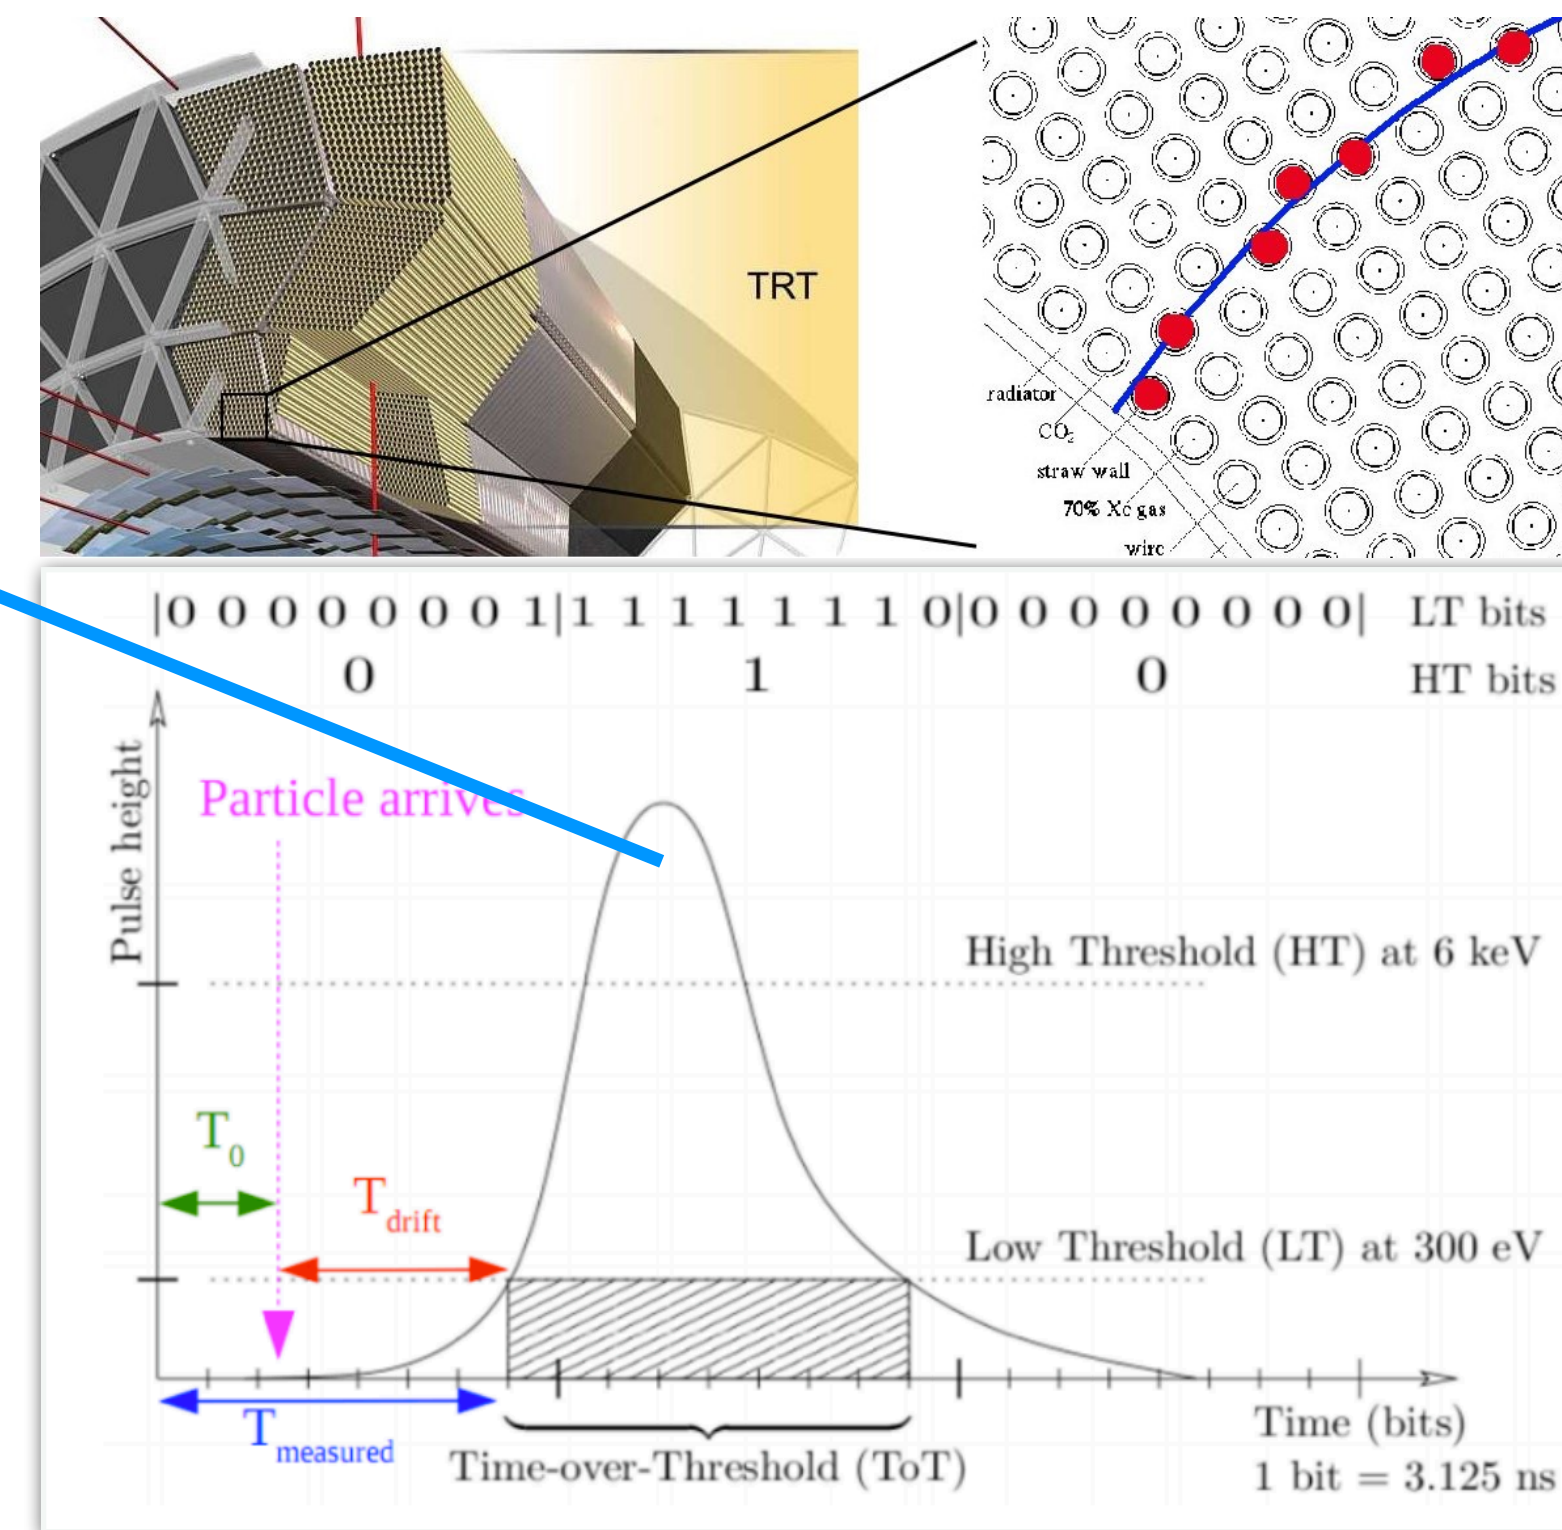 TRT
radiator
CO₂
straw wall
70% Xe gas
wire
|0 0 0 0 0 0 0 1|1 1 1 1 1 1 1 0|0 0 0 0 0 0 0 0| LT bits
0 1 0 HT bits
Pulse height
Particle arrives
High Threshold (HT) at 6 keV
T₀
T_drift
Low Threshold (LT) at 300 eV
T_measured
Time-over-Threshold (ToT)
Time (bits)
1 bit = 3.125 ns